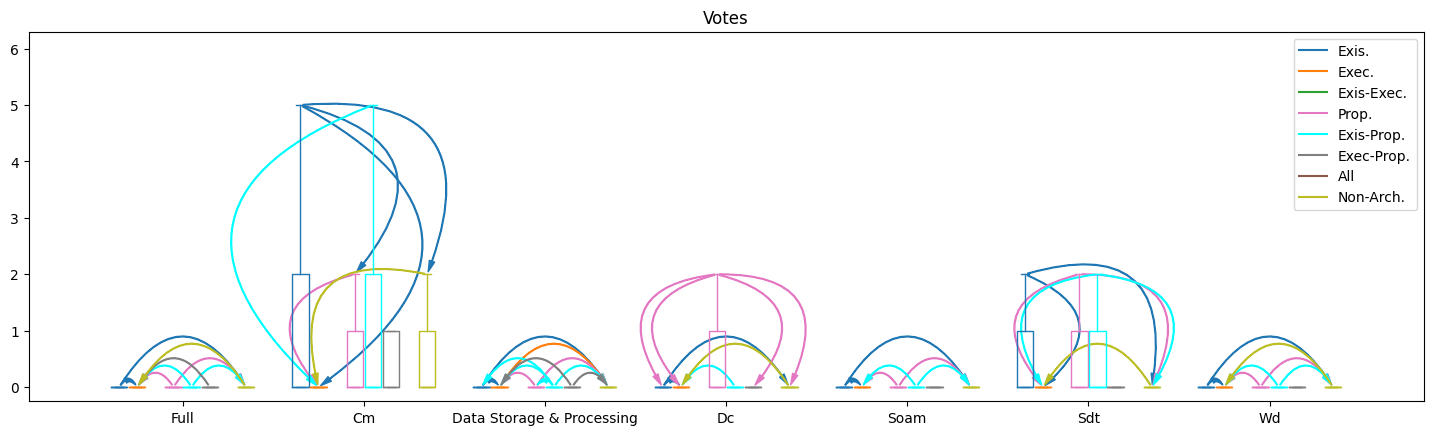 Votes
6
5
4
3
2
1
0
Full
Cm
Data Storage & Processing
Dc
Soam
Sdt
Wd
Exis.
Exec.
Exis-Exec.
Prop.
Exis-Prop.
Exec-Prop.
All
Non-Arch.